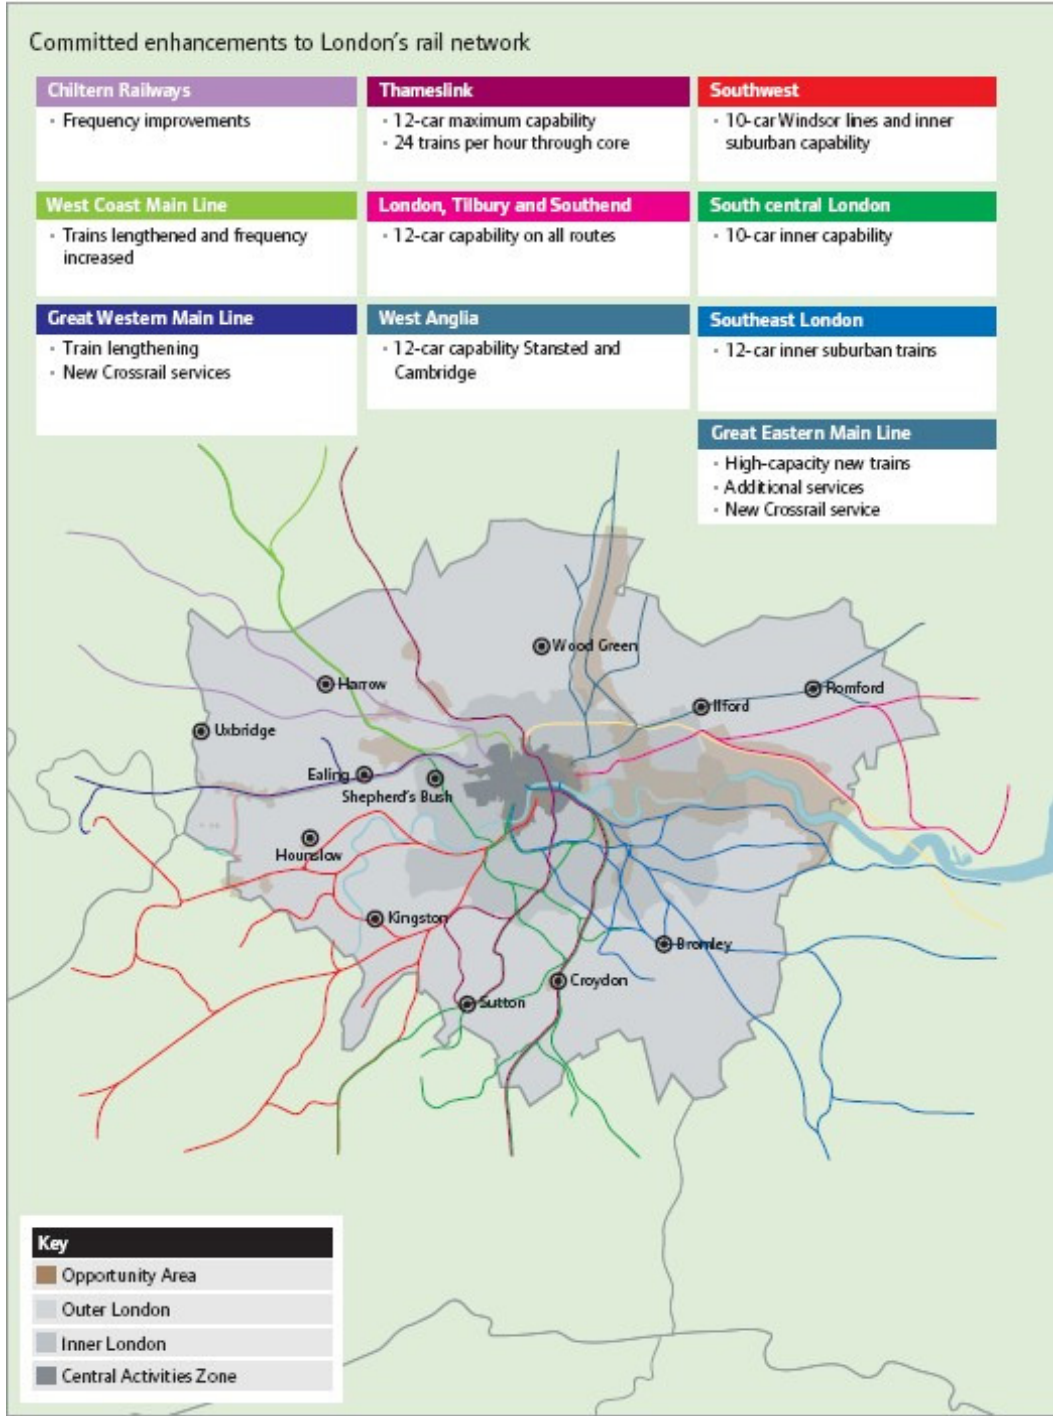 Committed enhancements to London's rail network
Chiltern Railways
• Frequency improvements
Thameslink
• 12-car maximum capability
• 24 trains per hour through core
Southwest
• 10-car Windsor lines and inner
suburban capability
West Coast Main Line
• Trains lengthened and frequency
increased
London, Tilbury and Southend
• 12-car capability on all routes
South central London
• 10-car inner capability
Great Western Main Line
• Train lengthening
• New Crossrail services
West Anglia
• 12-car capability Stansted and
Cambridge
Southeast London
• 12-car inner suburban trains
Great Eastern Main Line
• High-capacity new trains
• Additional services
• New Crossrail service
Wood Green
Harrow
Romford
Ilford
Uxbridge
Ealing
Shepherd's Bush
Hounslow
Kingston
Bromley
Croydon
Sutton
Key
Opportunity Area
Outer London
Inner London
Central Activities Zone